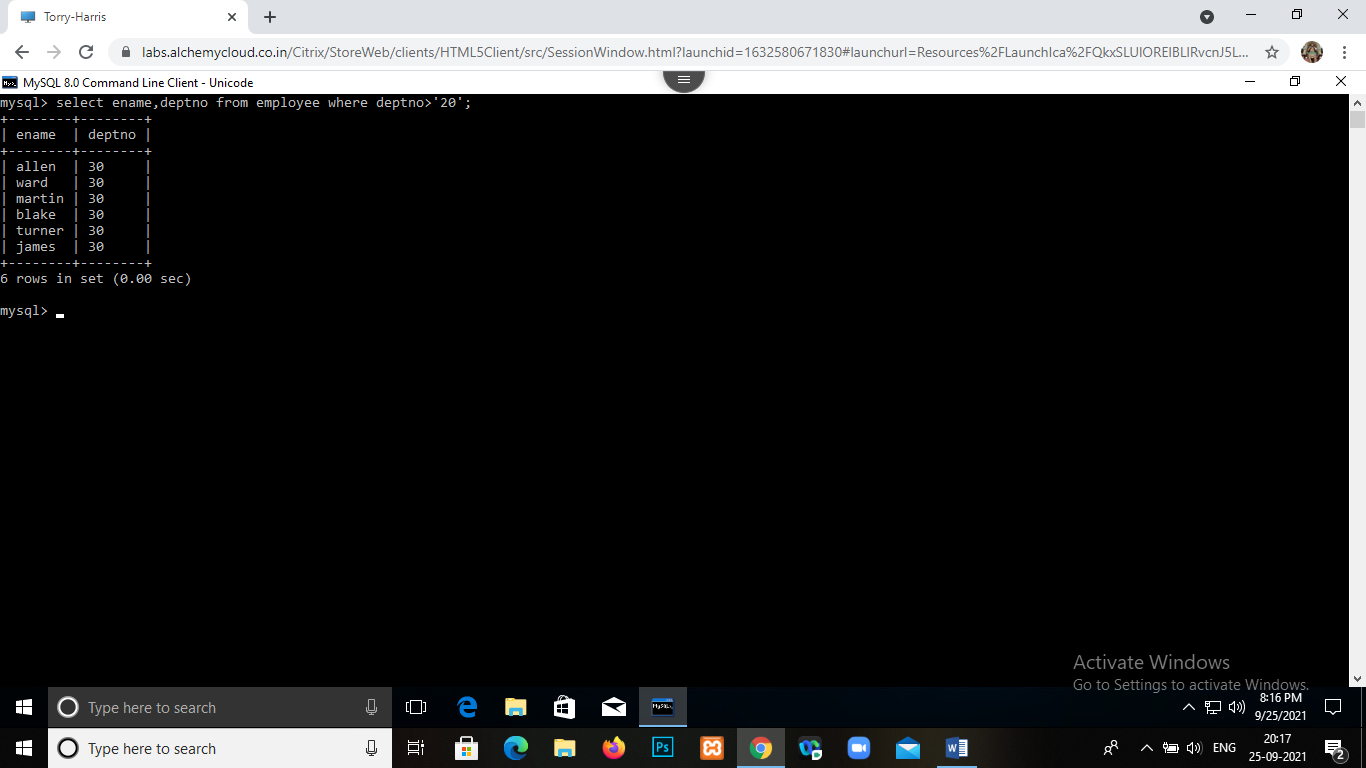 Torry-Harris
labs.alchemycloud.co.in/Citrix/StoreWeb/clients/HTML5Client/src/SessionWindow.html?launchid=1632580671830#launchurl=Resources%2FLaunchIca%2FQkxSLUlORElBLlRvcnJ5L...
MySQL 8.0 Command Line Client - Unicode
mysql> select ename,deptno from employee where deptno>'20';
+--------+--------+
| ename  | deptno |
+--------+--------+
| allen  | 30     |
| ward   | 30     |
| martin | 30     |
| blake  | 30     |
| turner | 30     |
| james  | 30     |
+--------+--------+
6 rows in set (0.00 sec)
mysql>
Activate Windows
Go to Settings to activate Windows.
Type here to search
MySQL
8:16 PM
9/25/2021
Type here to search
Ps
ENG
20:17
25-09-2021
2